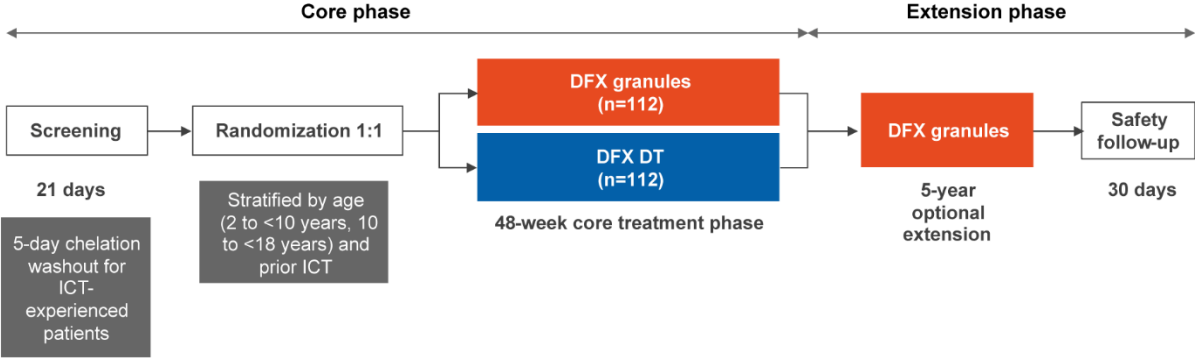 Core phase
Extension phase
Screening
Randomization 1:1
DFX granules
(n=112)
DFX DT
(n=112)
DFX granules
Safety
follow-up
21 days
5-day chelation
washout for
ICT-
experienced
patients
Stratified by age
(2 to <10 years, 10
to <18 years) and
prior ICT
48-week core treatment phase
5-year
optional
extension
30 days